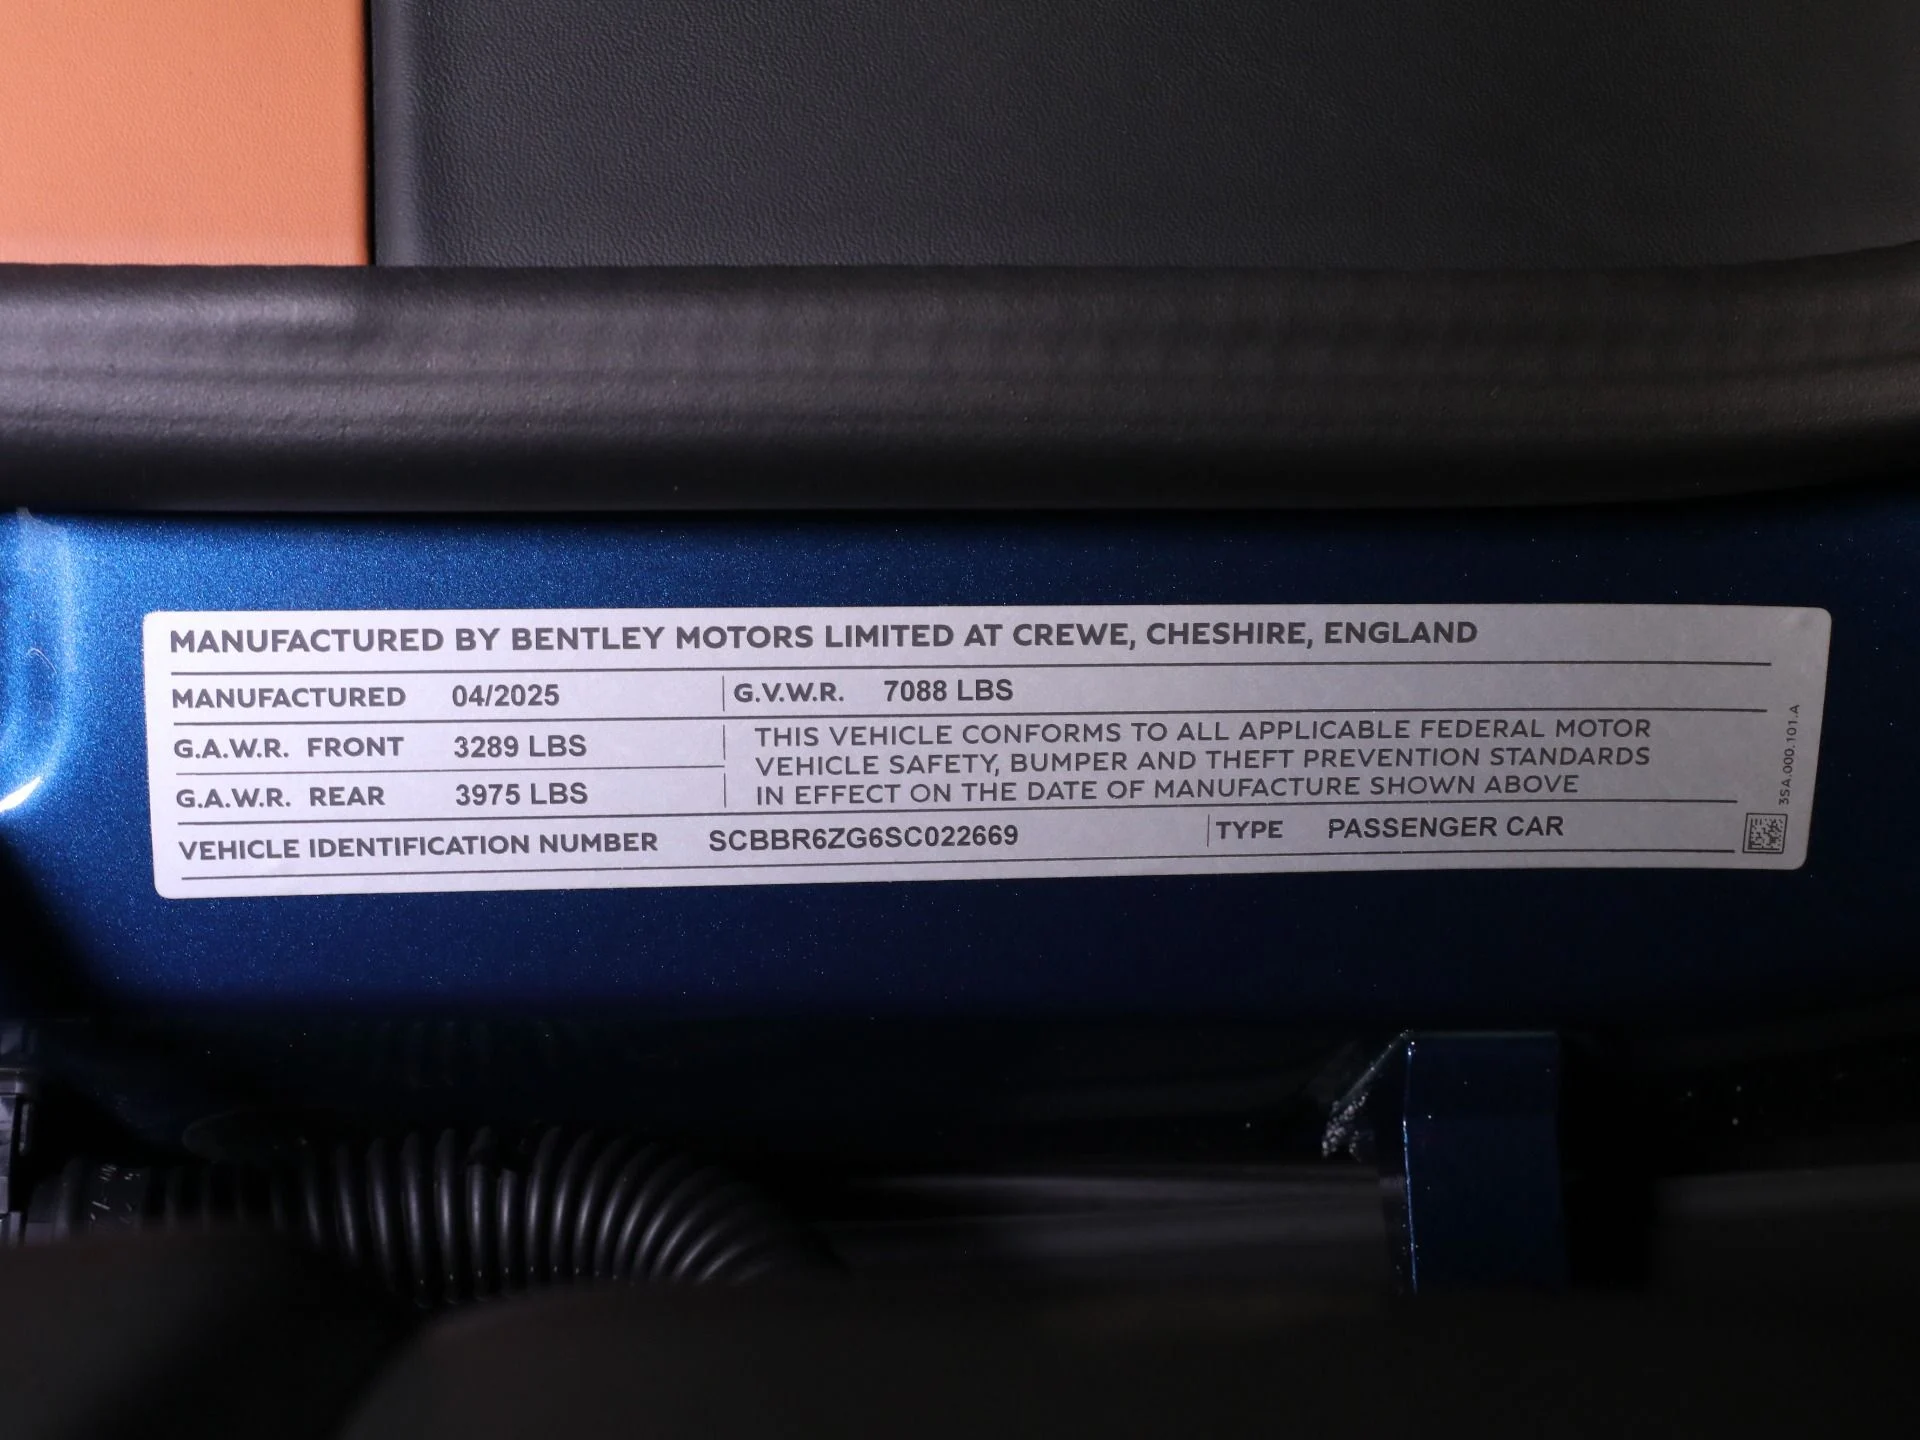 MANUFACTURED BY BENTLEY MOTORS LIMITED AT CREWE, CHESHIRE, ENGLAND
MANUFACTURED 04/2025 G.V.W.R. 7088 LBS
G.A.W.R. FRONT 3289 LBS
G.A.W.R. REAR 3975 LBS
THIS VEHICLE CONFORMS TO ALL APPLICABLE FEDERAL MOTOR
VEHICLE SAFETY, BUMPER AND THEFT PREVENTION STANDARDS
IN EFFECT ON THE DATE OF MANUFACTURE SHOWN ABOVE
VEHICLE IDENTIFICATION NUMBER SCBBR6ZG6SC022669 TYPE PASSENGER CAR
3SA.000.101.A